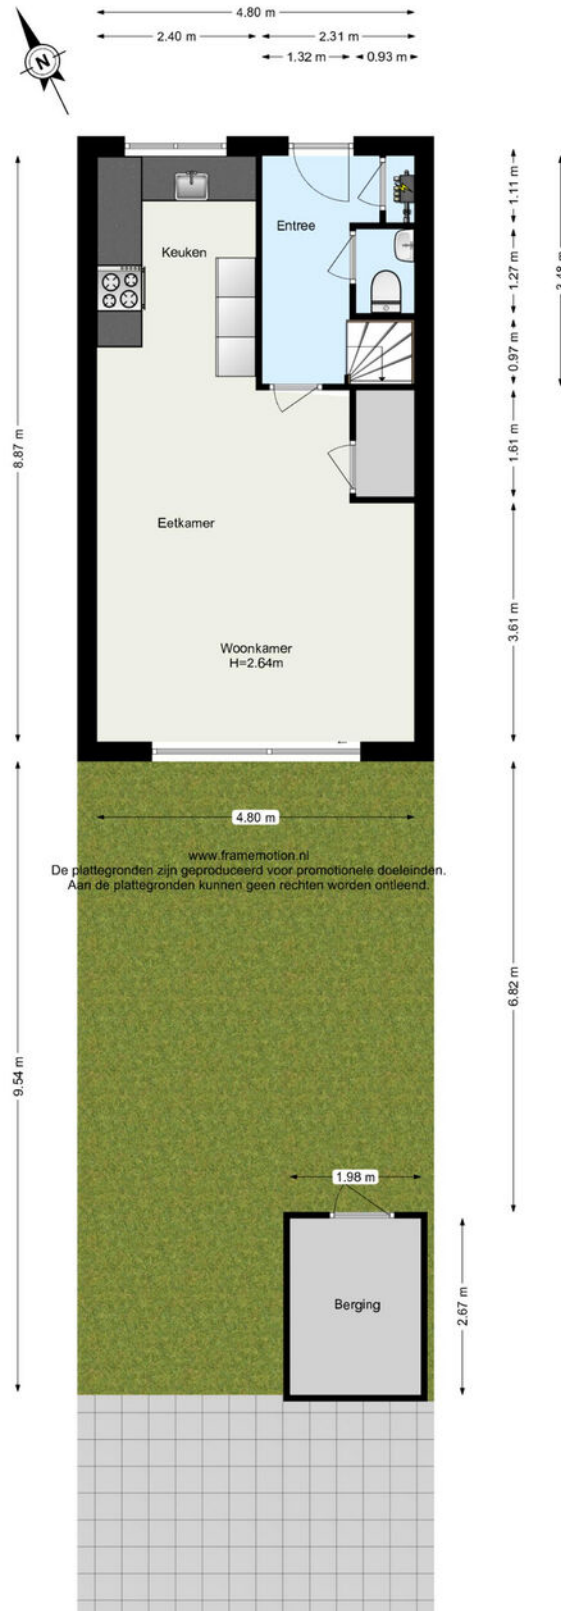 4.80 m
2.40 m
2.31 m
1.32 m
0.93 m
N
Entree
Keuken
1.11 m
1.27 m
3.48 m
0.97 m
8.87 m
1.61 m
Eetkamer
3.61 m
Woonkamer
H=2.64m
4.80 m
www.framemotion.nl
De plattegronden zijn geproduceerd voor promotionele doeleinden.
Aan de plattegronden kunnen geen rechten worden ontleend.
6.82 m
9.54 m
1.98 m
Berging
2.67 m